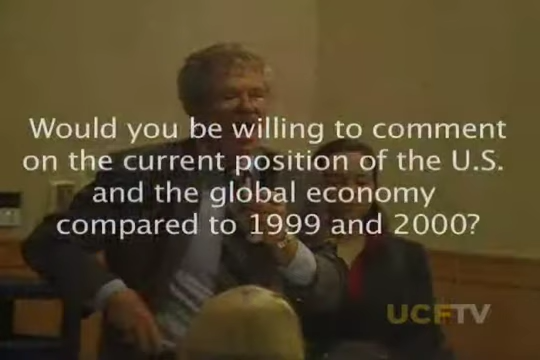 Would you be willing to comment
on the current position of the U.S.
and the global economy
compared to 1999 and 2000?
UCFTV